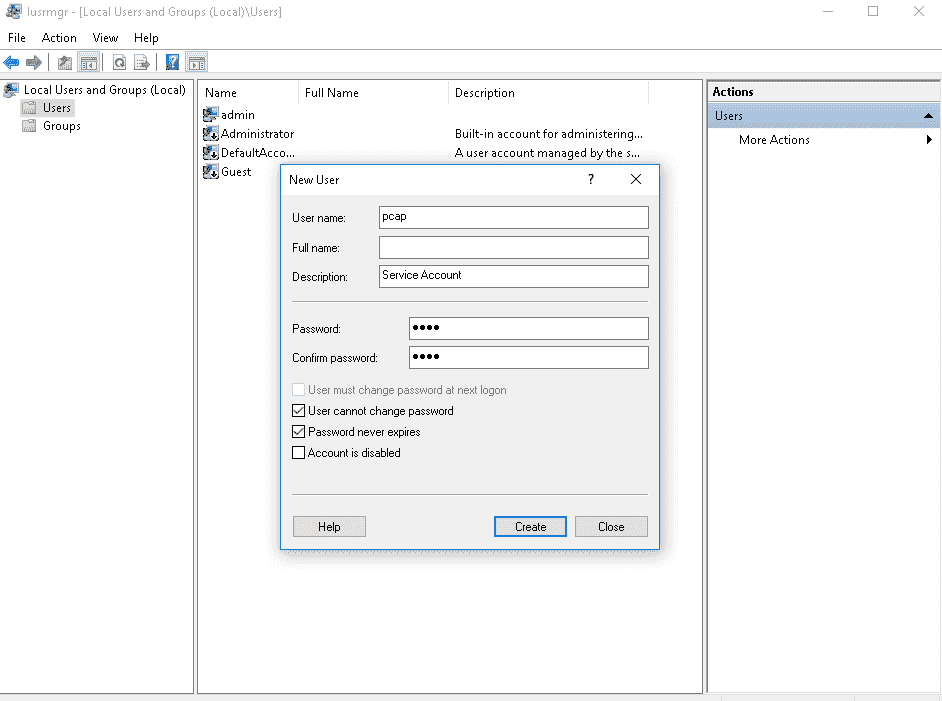 lusrmgr - [Local Users and Groups (Local)\Users]
File Action View Help
Local Users and Groups (Local)
Users
Groups
Name Full Name Description
admin
Administrator Built-in account for administering...
DefaultAcco... A user account managed by the s...
Guest
Actions
Users
More Actions
New User ?
User name: pcap
Full name:
Description: Service Account
Password: ●●●●
Confirm password: ●●●●
User must change password at next logon
User cannot change password
Password never expires
Account is disabled
Help Create Close